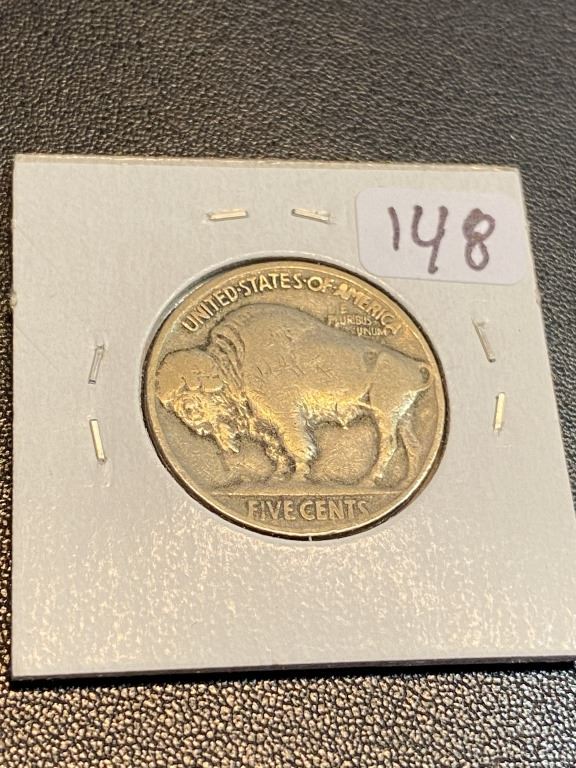 148
UNITED·STATES·OF·AMERICA
E
PLURIBUS
UNUM
FIVE CENTS